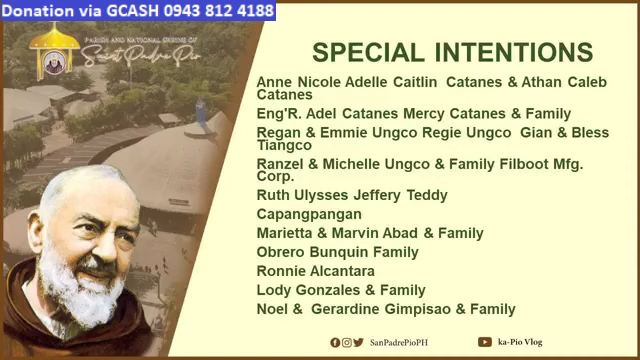 Donation via GCASH 0943 812 4188
PARISH AND NATIONAL SHRINE OF
Saint Padre Pio
SPECIAL INTENTIONS
Anne Nicole Adelle Caitlin Catanes & Athan Caleb
Catanes
Eng'R. Adel Catanes Mercy Catanes & Family
Regan & Emmie Ungco Regie Ungco Gian & Bless
Tiangco
Ranzel & Michelle Ungco & Family Filboot Mfg.
Corp.
Ruth Ulysses Jeffery Teddy
Capangpangan
Marietta & Marvin Abad & Family
Obrero Bunquin Family
Ronnie Alcantara
Lody Gonzales & Family
Noel & Gerardine Gimpisao & Family
SanPadrePioPH
ka-Pio Vlog